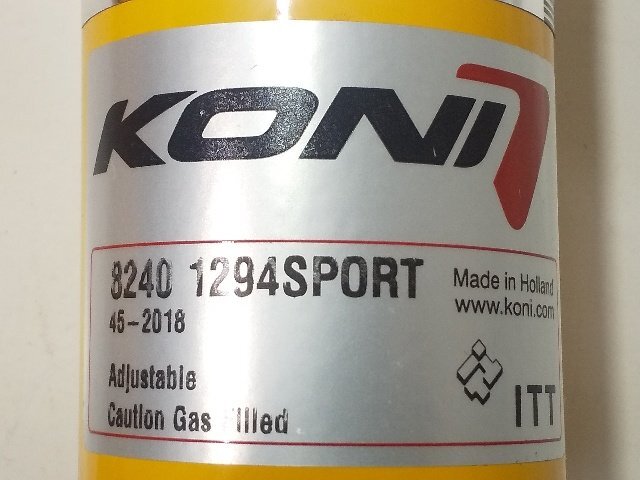 KONI
8240 1294SPORT
45-2018
Adjustable
Caution Gas filled
Made in Holland
www.koni.com
ITT